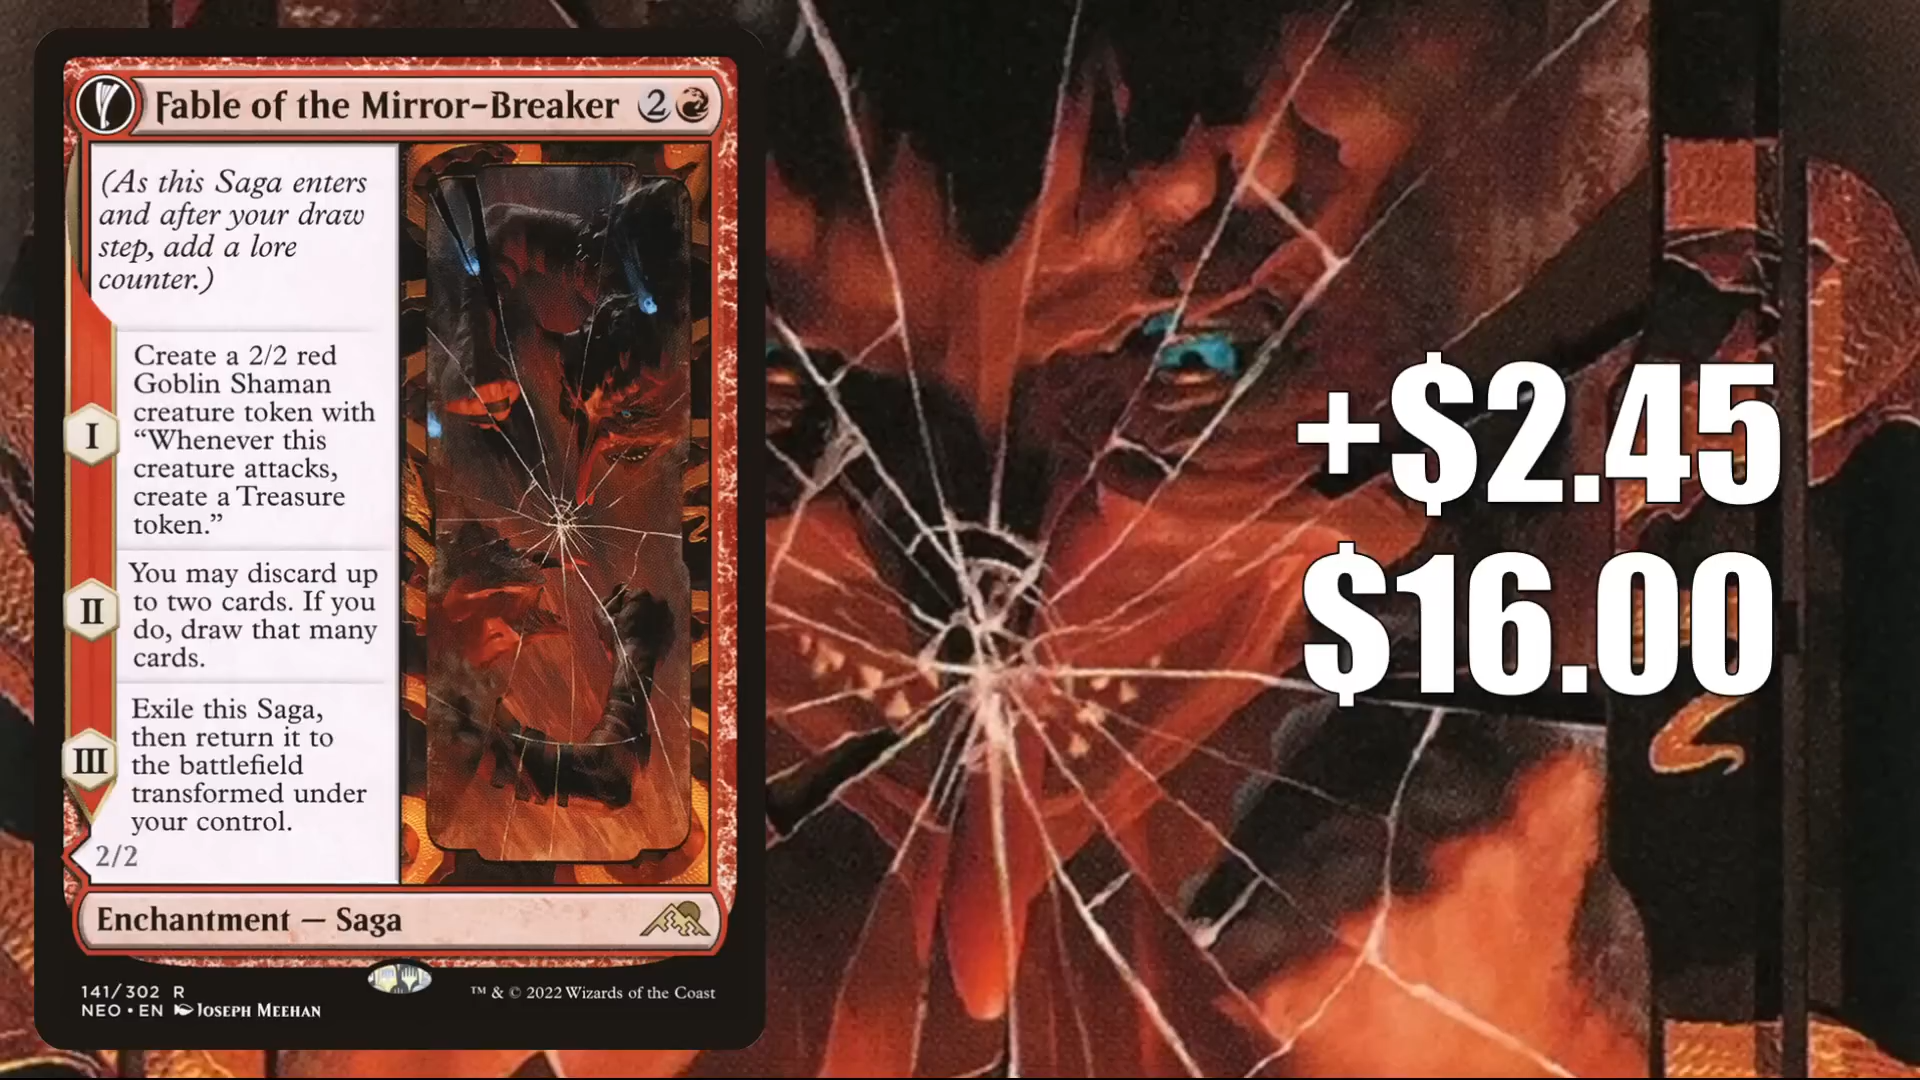 Fable of the Mirror-Breaker 2
(As this Saga enters
and after your draw
step, add a lore
counter.)
I
Create a 2/2 red
Goblin Shaman
creature token with
“Whenever this
creature attacks,
create a Treasure
token.”
II
You may discard up
to two cards. If you
do, draw that many
cards.
III
Exile this Saga,
then return it to
the battlefield
transformed under
your control.
2/2
Enchantment — Saga
141/302 R
NEO • EN JOSEPH MEEHAN
™ & © 2022 Wizards of the Coast
+$2.45
$16.00